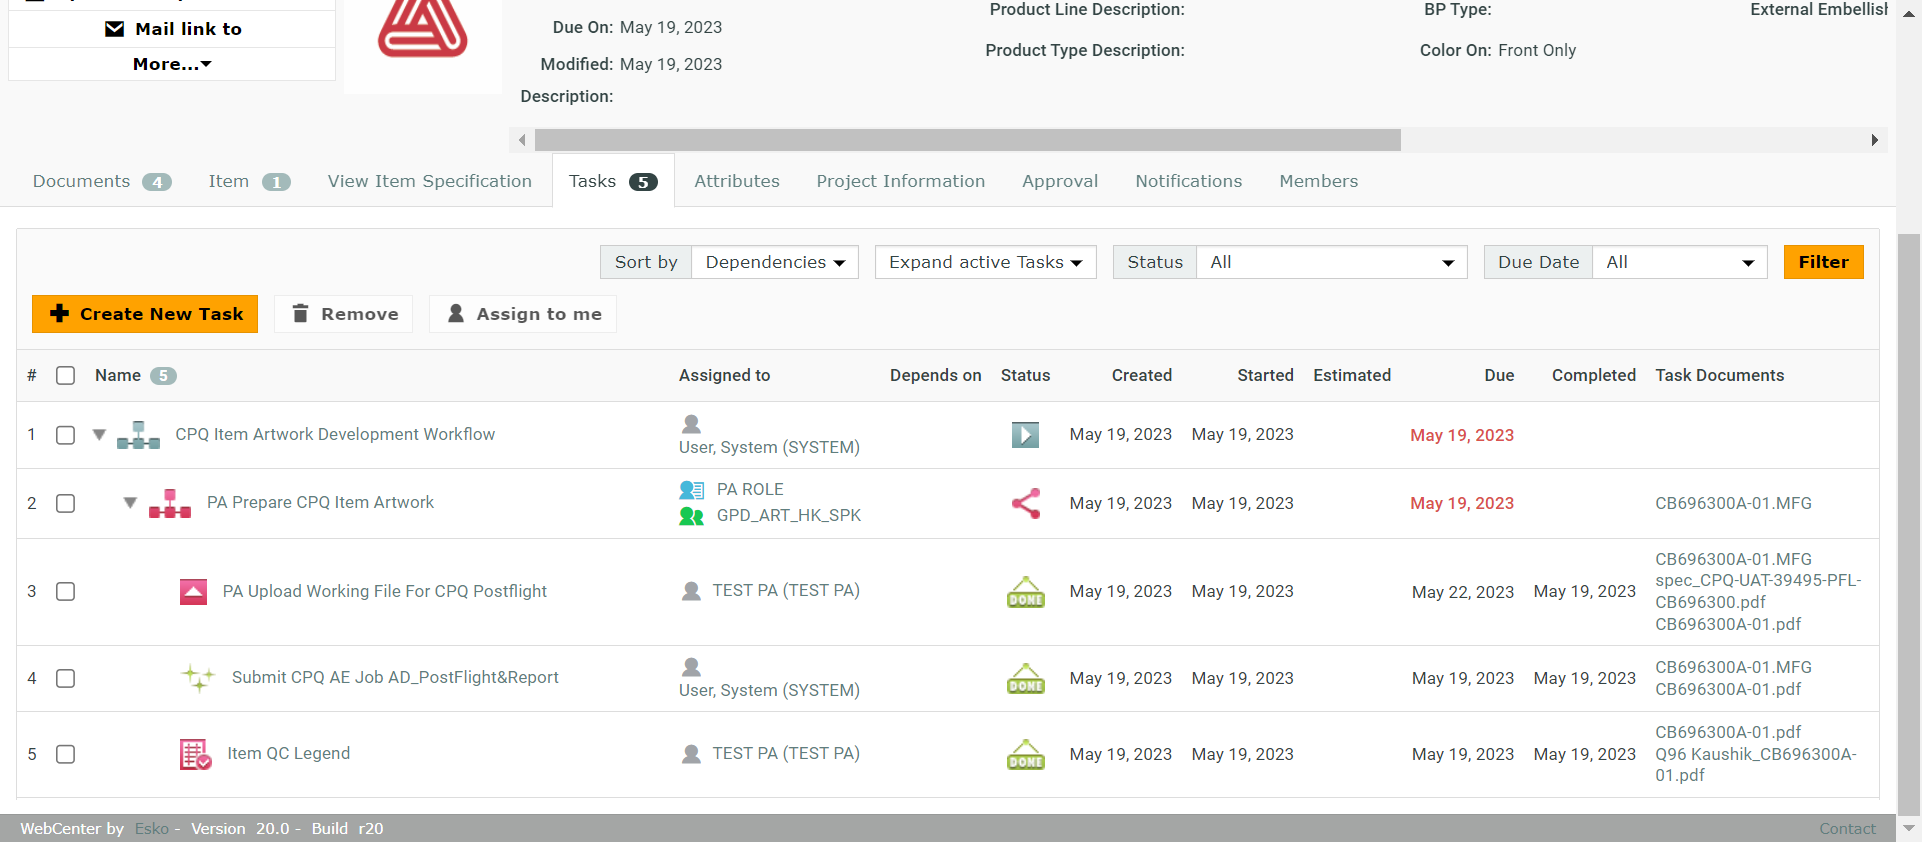 Mail link to
More...
Due On: May 19, 2023
Modified: May 19, 2023
Description:
Product Line Description:
Product Type Description:
BP Type:
Color On: Front Only
External Embellish
Documents 4 Item 1 View Item Specification Tasks 5 Attributes Project Information Approval Notifications Members
Sort by Dependencies Expand active Tasks Status All Due Date All Filter
Create New Task Remove Assign to me
# Name 5 Assigned to Depends on Status Created Started Estimated Due Completed Task Documents
1 CPQ Item Artwork Development Workflow User, System (SYSTEM) May 19, 2023 May 19, 2023 May 19, 2023
2 PA Prepare CPQ Item Artwork PA ROLE May 19, 2023 May 19, 2023 May 19, 2023 CB696300A-01.MFG
GPD_ART_HK_SPK
3 PA Upload Working File For CPQ Postflight TEST PA (TEST PA) DONE May 19, 2023 May 19, 2023 May 22, 2023 May 19, 2023 CB696300A-01.MFG
spec_CPQ-UAT-39495-PFL-
CB696300.pdf
CB696300A-01.pdf
4 Submit CPQ AE Job AD_PostFlight&Report User, System (SYSTEM) DONE May 19, 2023 May 19, 2023 May 19, 2023 May 19, 2023 CB696300A-01.MFG
CB696300A-01.pdf
5 Item QC Legend TEST PA (TEST PA) DONE May 19, 2023 May 19, 2023 May 19, 2023 May 19, 2023 CB696300A-01.pdf
Q96 Kaushik_CB696300A-
01.pdf
WebCenter by Esko - Version 20.0 - Build r20 Contact